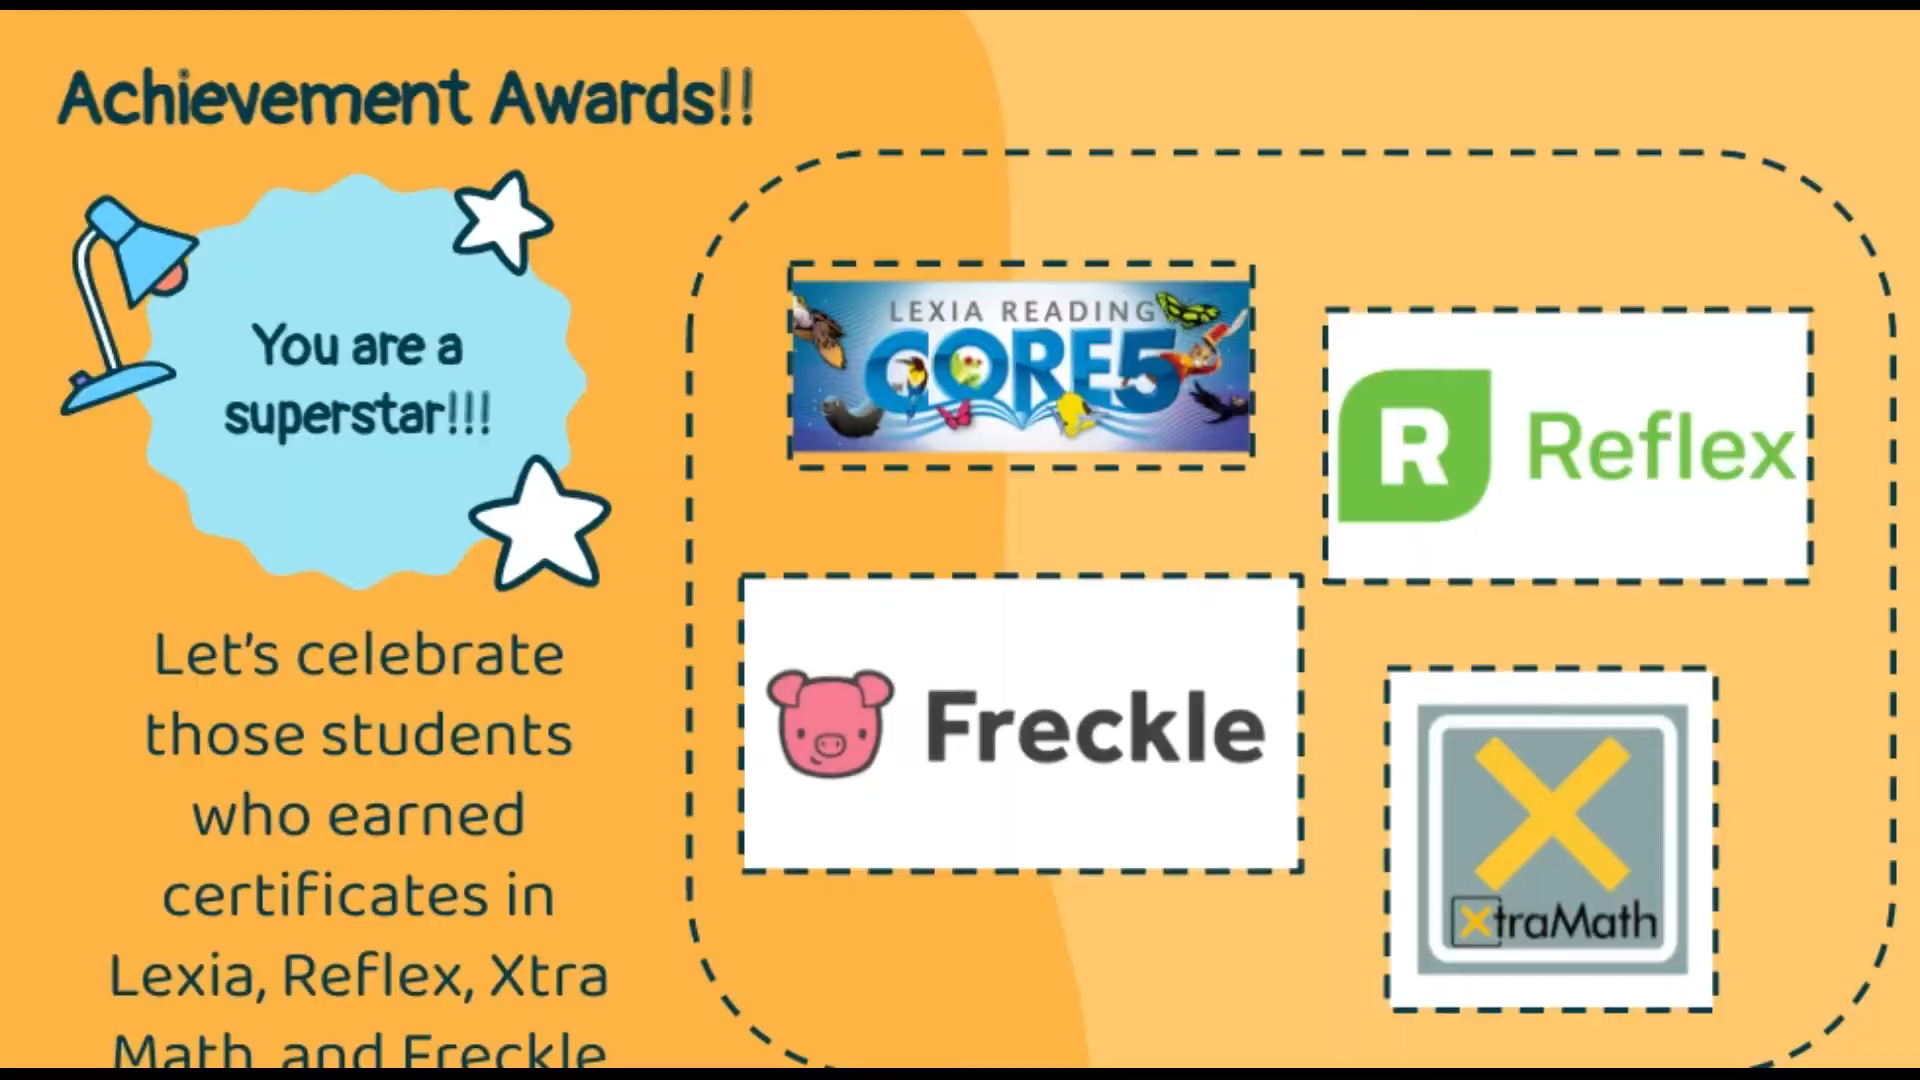 Achievement Awards!!
You are a
superstar!!!
Let's celebrate
those students
who earned
certificates in
Lexia, Reflex, Xtra
Math, and Freckle
LEXIA READING
CORE5
R Reflex
Freckle
XtraMath